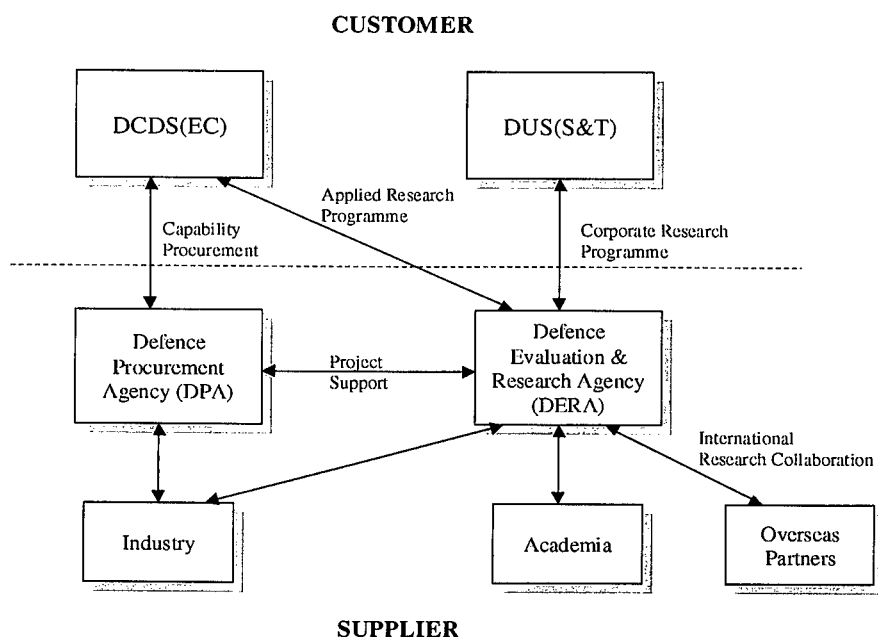 CUSTOMER
DCDS(EC)
DUS(S&T)
Applied Research
Programme
Capability
Procurement
Corporate Research
Programme
Defence
Procurement
Agency (DPA)
Project
Support
Defence
Evaluation &
Research Agency
(DERA)
International
Research Collaboration
Industry
Academia
Overseas
Partners
SUPPLIER